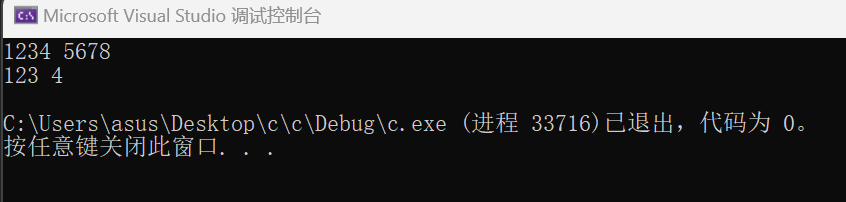 Microsoft Visual Studio 调试控制台
1234 5678
123 4
C:\Users\asus\Desktop\c\c\Debug\c.exe (进程 33716)已退出，代码为 0。
按任意键关闭此窗口. . .